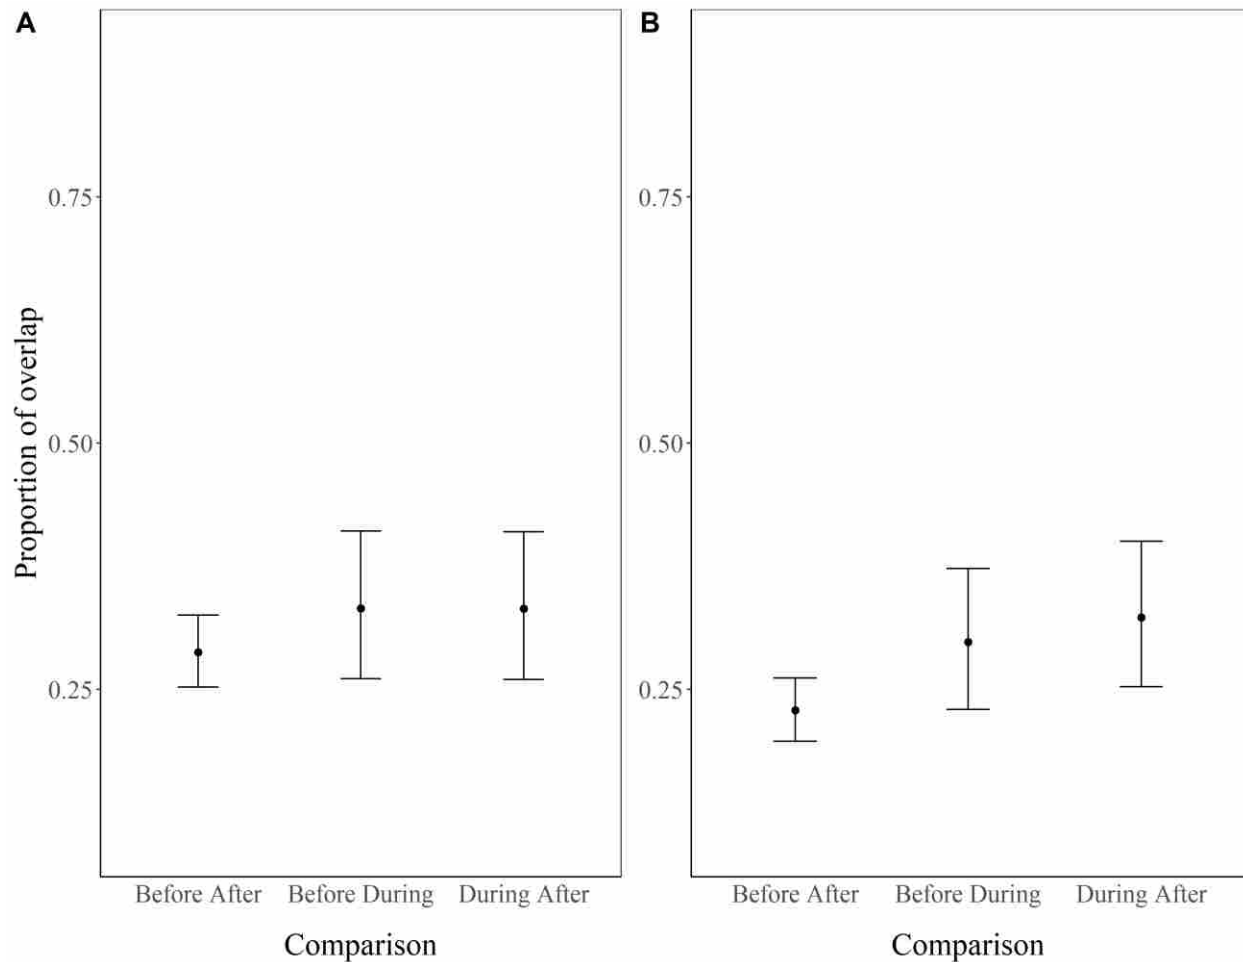 A
Proportion of overlap
0.75
0.50
0.25
Before After
Before During
During After
Comparison
B
0.75
0.50
0.25
Before After
Before During
During After
Comparison